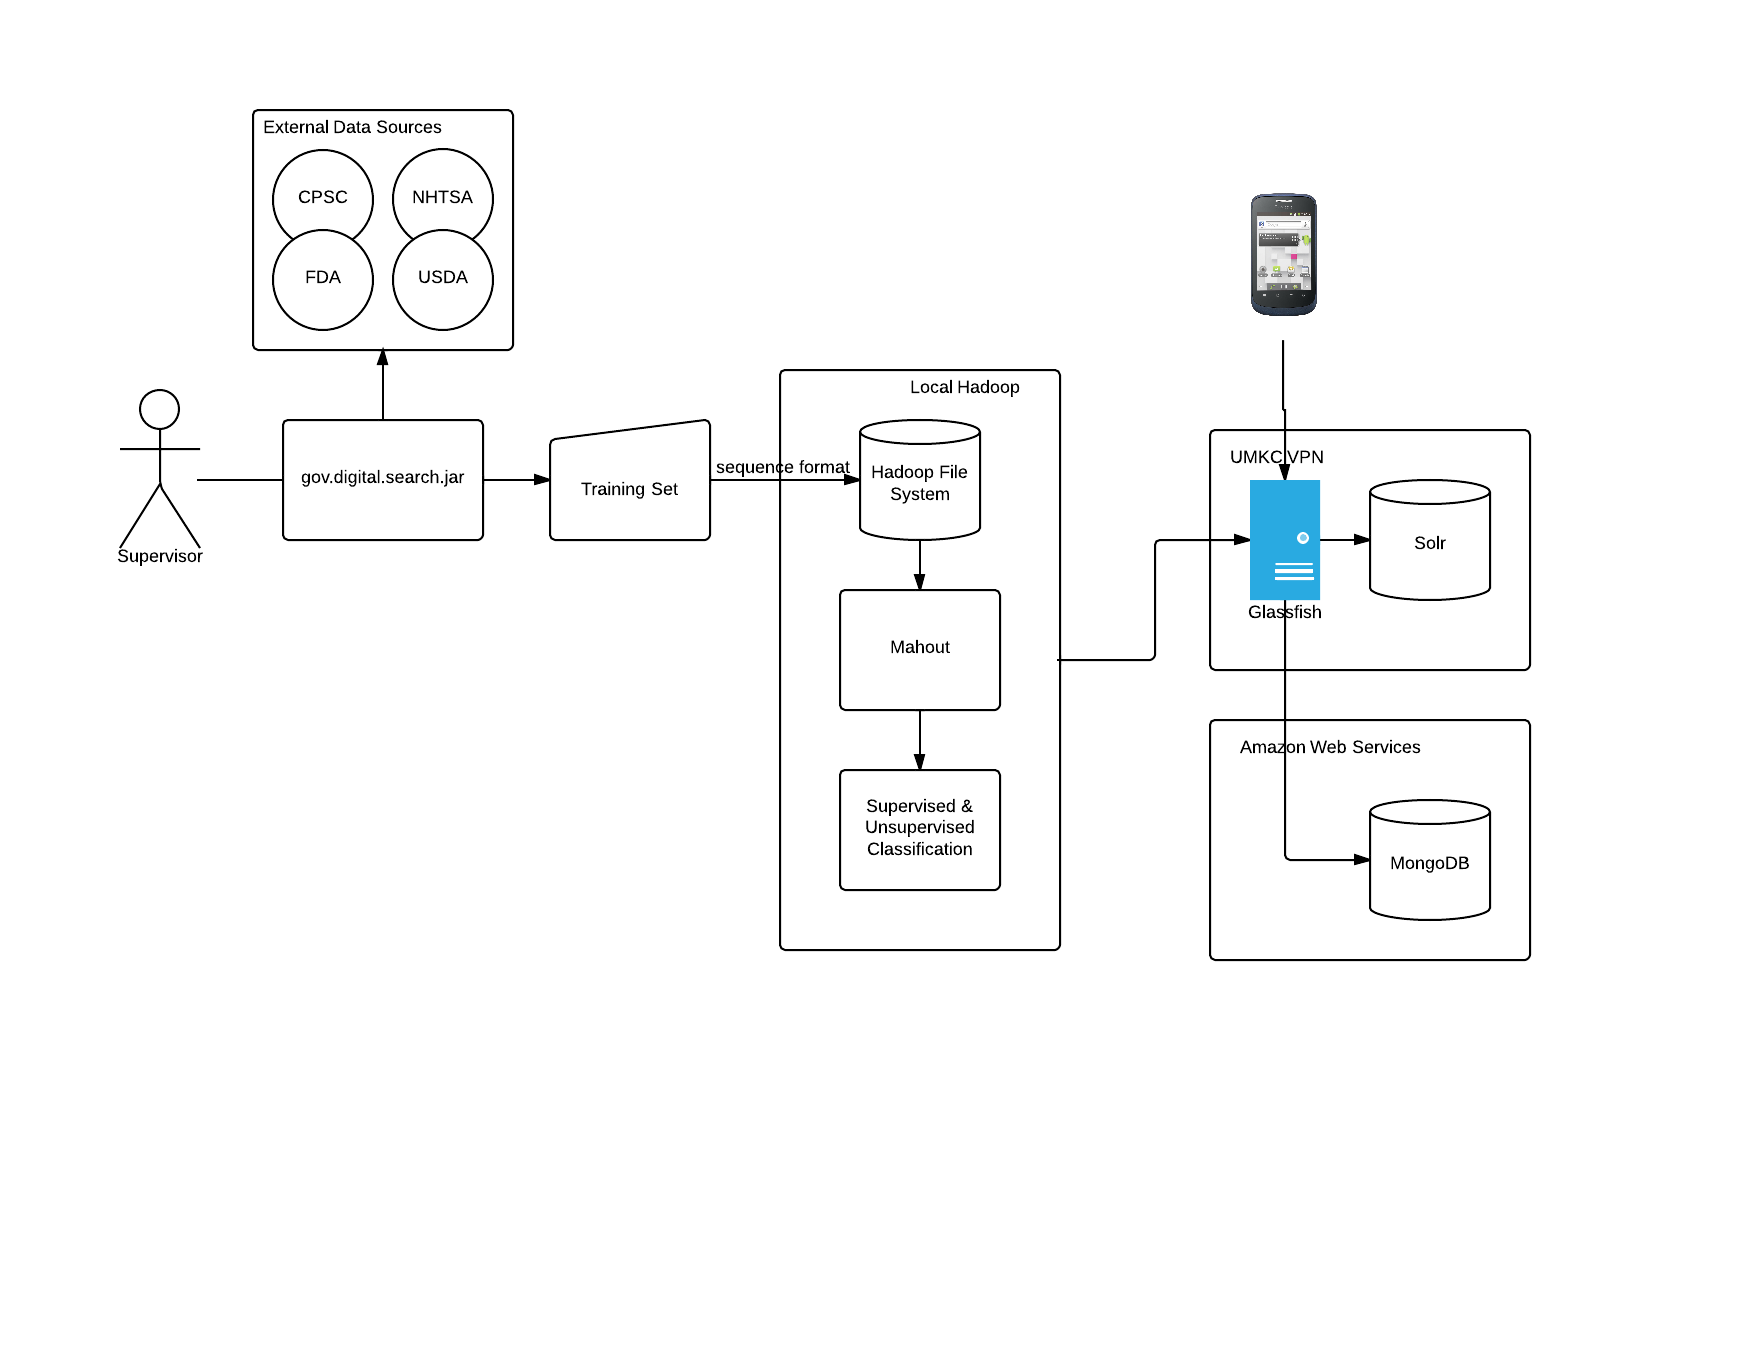 External Data Sources
CPSC
NHTSA
FDA
USDA
Supervisor
gov.digital.search.jar
Training Set
sequence format
Local Hadoop
Hadoop File
System
Mahout
Supervised &
Unsupervised
Classification
UMKC VPN
Glassfish
Solr
Amazon Web Services
MongoDB